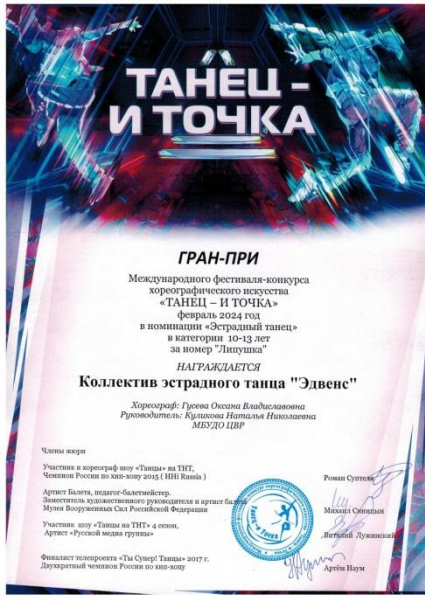 ТАНЕЦ –
И ТОЧКА
ГРАН-ПРИ
Международного фестиваля-конкурса
хореографического искусства
«ТАНЕЦ – И ТОЧКА»
февраль 2024 год
в номинации «Эстрадный танец»
в категории 10-13 лет
за номер "Липушка"
НАГРАЖДАЕТСЯ
Коллектив эстрадного танца "Эдвенс"
Хореограф: Гусева Оксана Владиславовна
Руководитель: Куликова Наталья Николаевна
МБУДО ЦВР
Члены жюри
Участник и хореограф шоу «Танцы» на ТНТ,
Чемпион России по хип-хопу 2015 ( HHi Russia )
Роман Суптеля
Артист Балета, педагог-балетмейстер.
Заместитель художественного руководителя и артист балета
Музея Вооруженных Сил Российской Федерации
Михаил Синицын
Участник шоу «Танцы на ТНТ» 4 сезон,
Артист «Русской медиа группы»
Виталий Лужинский
Танец - и Точка
Финалист телепроекта «Ты Супер! Танцы» 2017 г.
Двухкратный чемпион России по хип-хопу
Артём Наум